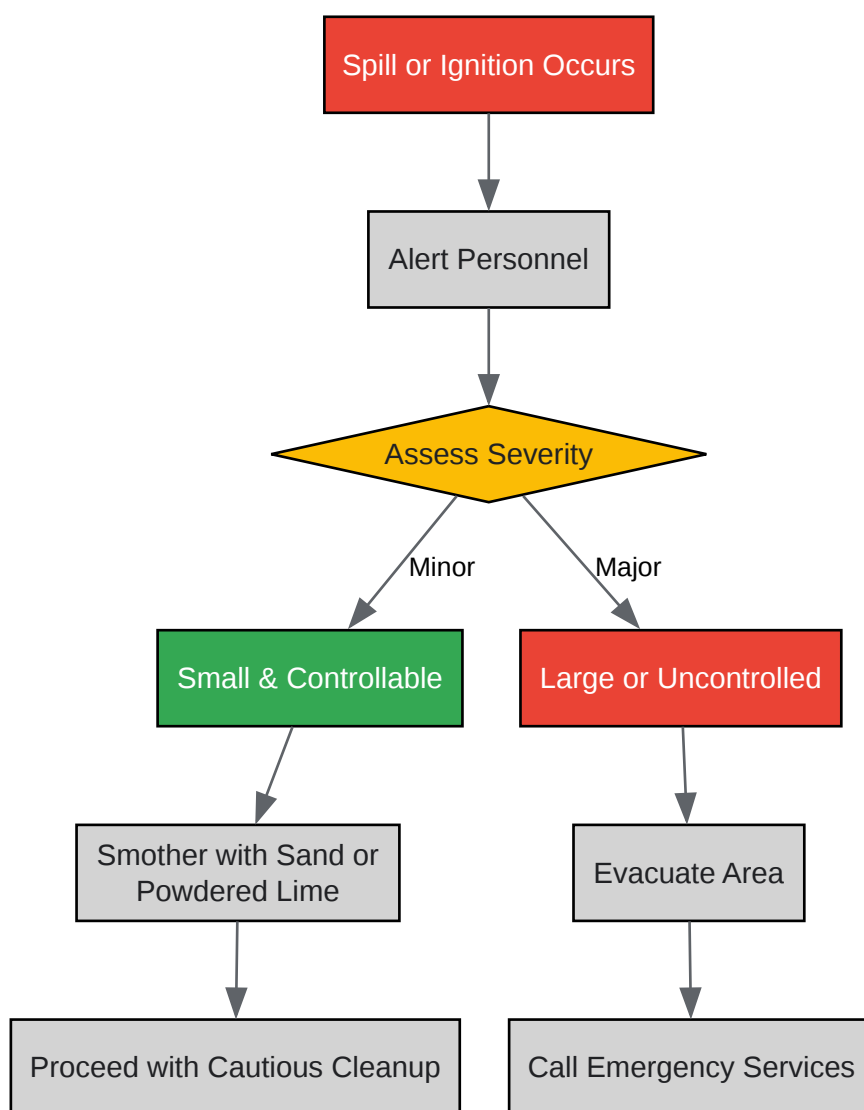 Spill or Ignition Occurs
Alert Personnel
Assess Severity
Minor
Major
Small & Controllable
Large or Uncontrolled
Smother with Sand or
Powdered Lime
Evacuate Area
Proceed with Cautious Cleanup
Call Emergency Services